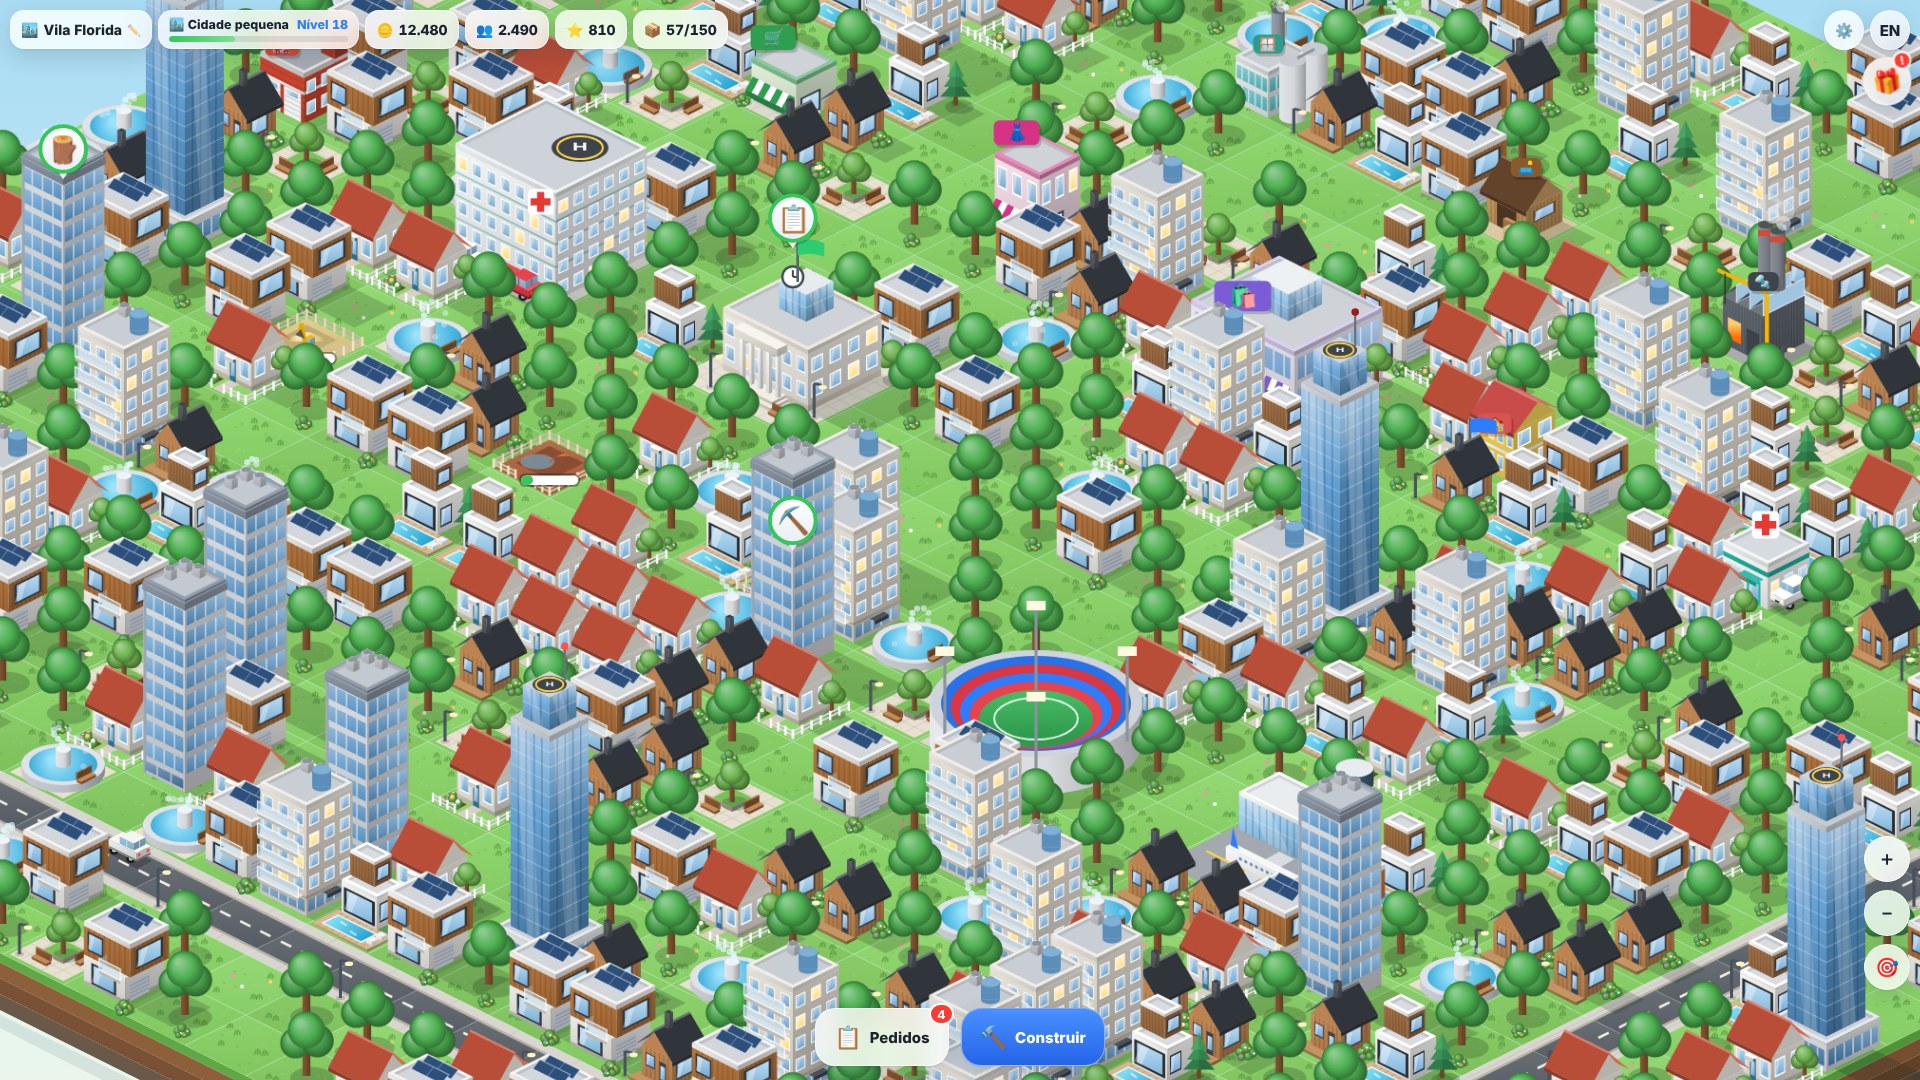 Vila Florida
Cidade pequena Nível 18
12.480
2.490
810
57/150
EN
!
H
H
H
H
4
Pedidos
Construir
+
−